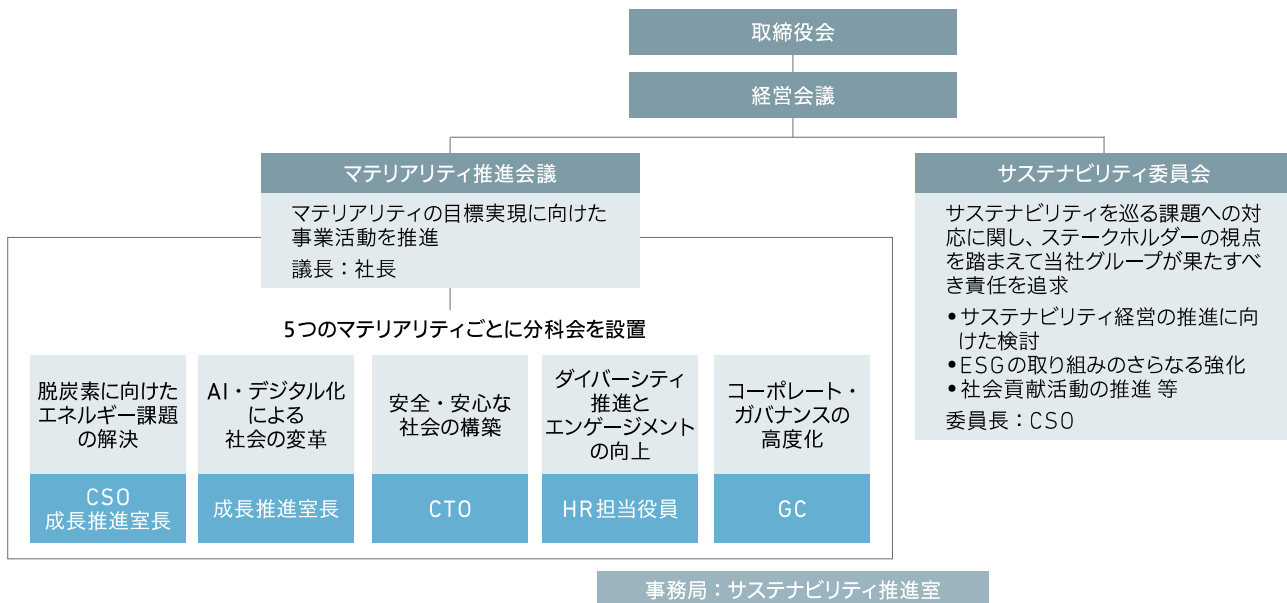 取締役会
経営会議
マテリアリティ推進会議
マテリアリティの目標実現に向けた
事業活動を推進
議長：社長
サステナビリティ委員会
サステナビリティを巡る課題への対
応に関し、ステークホルダーの視点
を踏まえて当社グループが果たすべ
き責任を追求
•サステナビリティ経営の推進に向
けた検討
•ESGの取り組みのさらなる強化
•社会貢献活動の推進 等
委員長：CSO
5つのマテリアリティごとに分科会を設置
脱炭素に向けた
エネルギー課題
の解決
CSO
成長推進室長
AI・デジタル化
による
社会の変革
成長推進室長
安全・安心な
社会の構築
CTO
ダイバーシティ
推進と
エンゲージメント
の向上
HR担当役員
コーポレート・
ガバナンスの
高度化
GC
事務局：サステナビリティ推進室